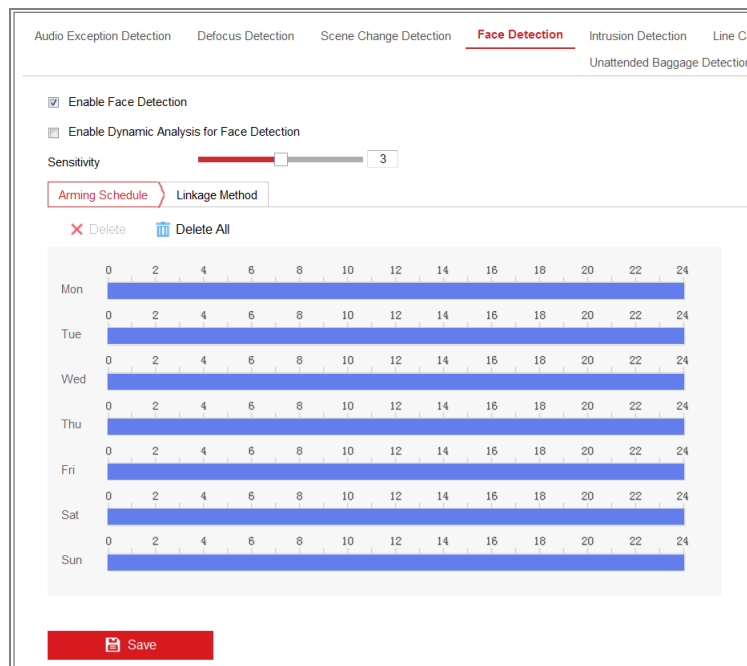 Audio Exception Detection Defocus Detection Scene Change Detection Face Detection Intrusion Detection Line C
Unattended Baggage Detection
Enable Face Detection
Enable Dynamic Analysis for Face Detection
Sensitivity 3
Arming Schedule Linkage Method
Delete Delete All
0 2 4 6 8 10 12 14 16 18 20 22 24
Mon
0 2 4 6 8 10 12 14 16 18 20 22 24
Tue
0 2 4 6 8 10 12 14 16 18 20 22 24
Wed
0 2 4 6 8 10 12 14 16 18 20 22 24
Thu
0 2 4 6 8 10 12 14 16 18 20 22 24
Fri
0 2 4 6 8 10 12 14 16 18 20 22 24
Sat
0 2 4 6 8 10 12 14 16 18 20 22 24
Sun
Save